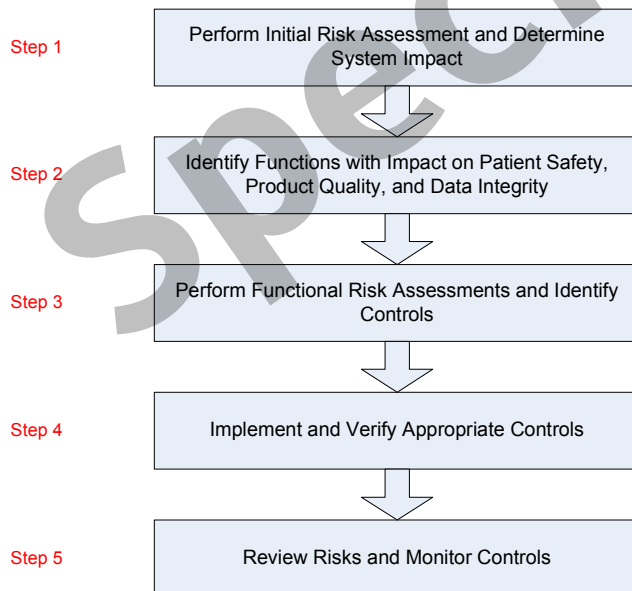 Step 1
Perform Initial Risk Assessment and Determine
System Impact
Step 2
Identify Functions with Impact on Patient Safety,
Product Quality, and Data Integrity
Step 3
Perform Functional Risk Assessments and Identify
Controls
Step 4
Implement and Verify Appropriate Controls
Step 5
Review Risks and Monitor Controls
Speci